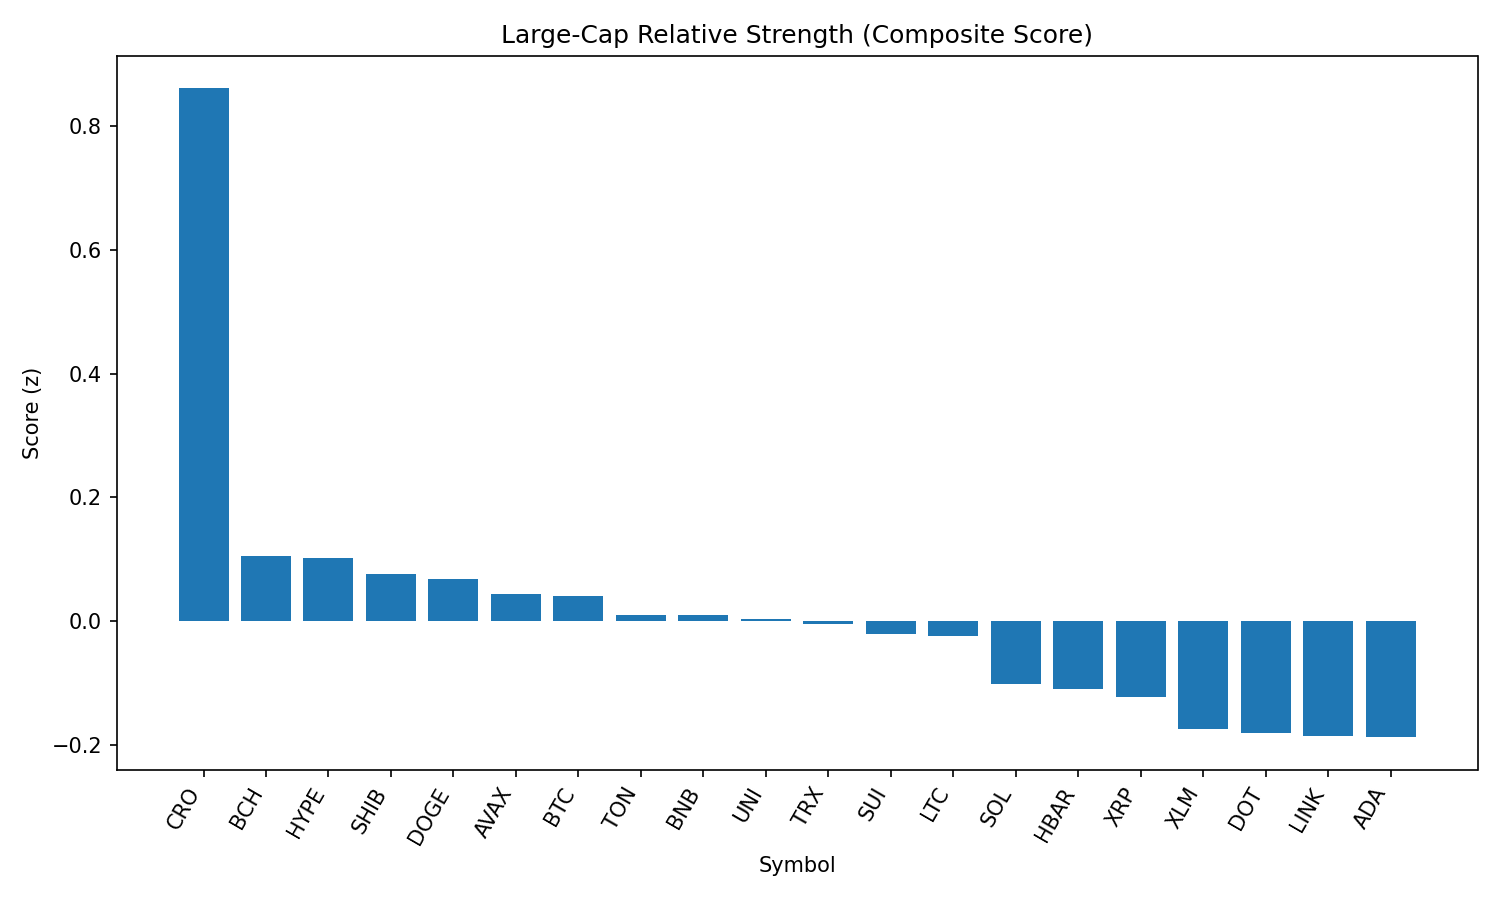 Large-Cap Relative Strength (Composite Score)
Score (z)
0.8
0.6
0.4
0.2
0.0
−0.2
CRO
BCH
HYPE
SHIB
DOGE
AVAX
BTC
TON
BNB
UNI
TRX
SUI
LTC
SOL
HBAR
XRP
XLM
DOT
LINK
ADA
Symbol